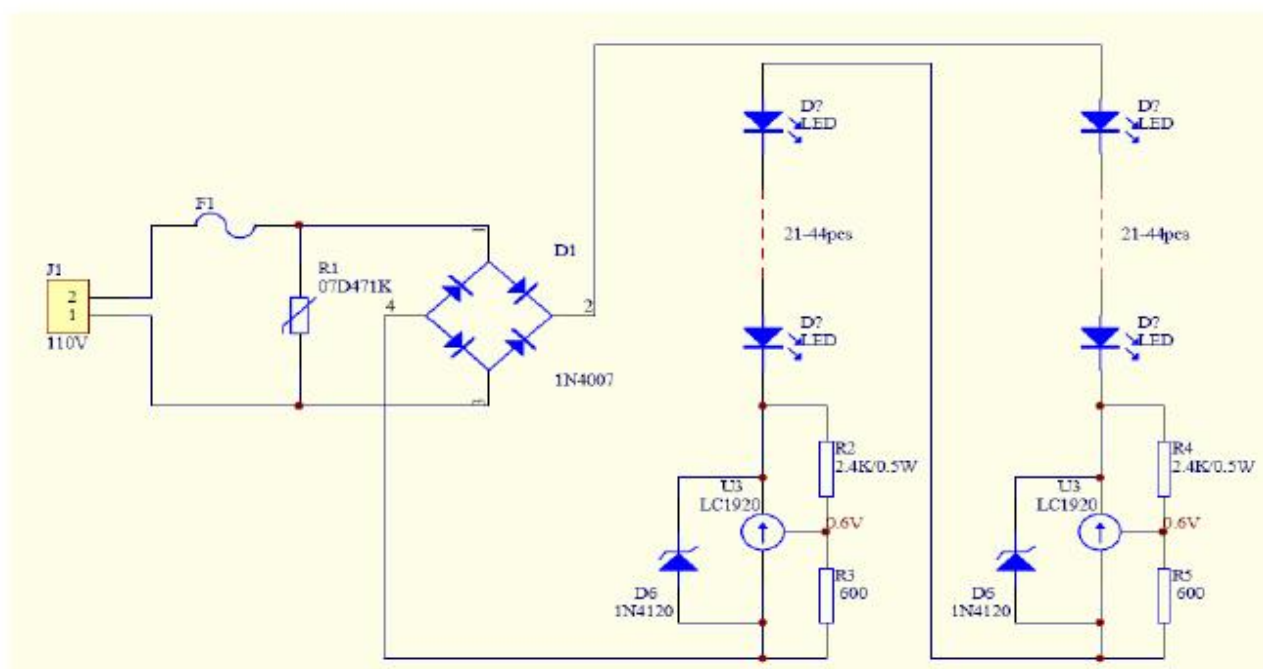 D?
LED
D?
LED
F1
21-44pcs
21-44pcs
D1
J1
R1
07D471K
1
2
1
4
2
D?
LED
D?
LED
110V
1N4007
3
R2
2.4K/0.5W
R4
2.4K/0.5W
U3
LC1920
U3
LC1920
0.6V
0.6V
D6
1N4120
R3
600
D6
1N4120
R5
600